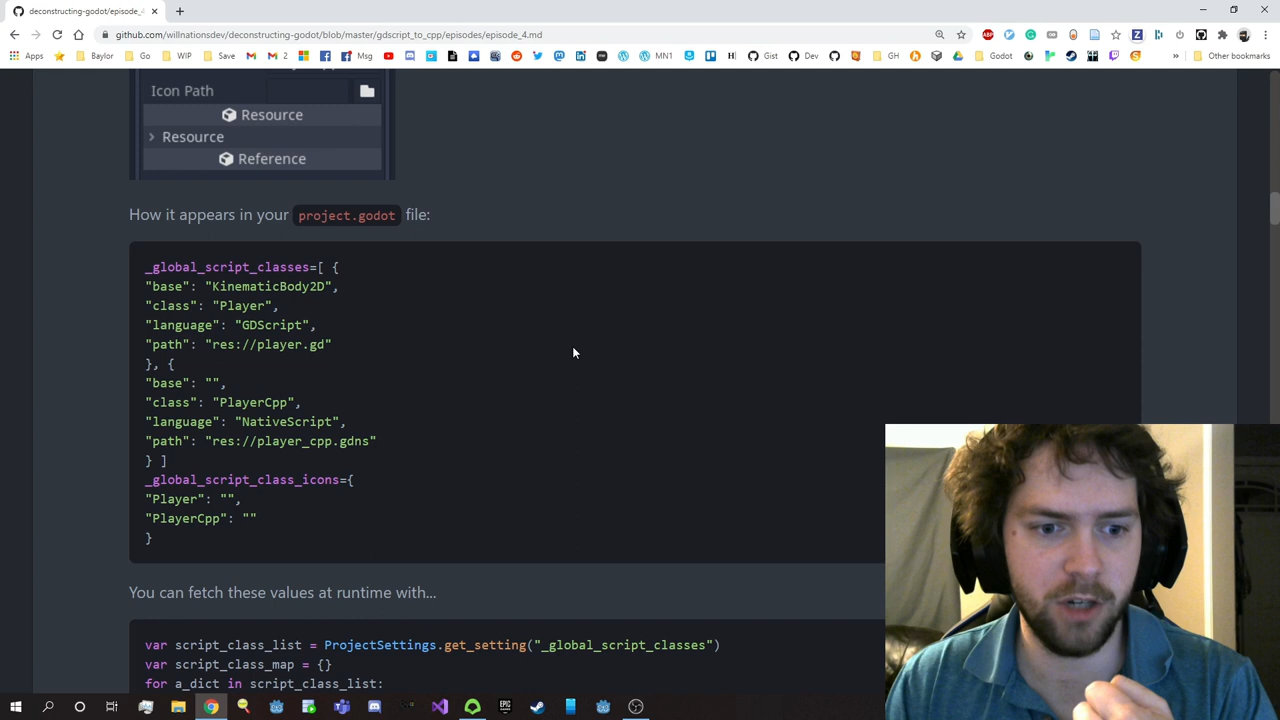 deconstructing-godot/episode_4
github.com/willnationsdev/deconstructing-godot/blob/master/gdscript_to_cpp/episodes/episode_4.md
Apps Baylor Go WIP Save M 2 Msg MN1 Gist Dev GH Godot » Other bookmarks
Icon Path
Resource
Resource
Reference
How it appears in your project.godot file:
_global_script_classes=[ {
"base": "KinematicBody2D",
"class": "Player",
"language": "GDScript",
"path": "res://player.gd"
}, {
"base": "",
"class": "PlayerCpp",
"language": "NativeScript",
"path": "res://player_cpp.gdns"
} ]
_global_script_class_icons={
"Player": "",
"PlayerCpp": ""
}
You can fetch these values at runtime with...
var script_class_list = ProjectSettings.get_setting("_global_script_classes")
var script_class_map = {}
for a_dict in script_class_list: